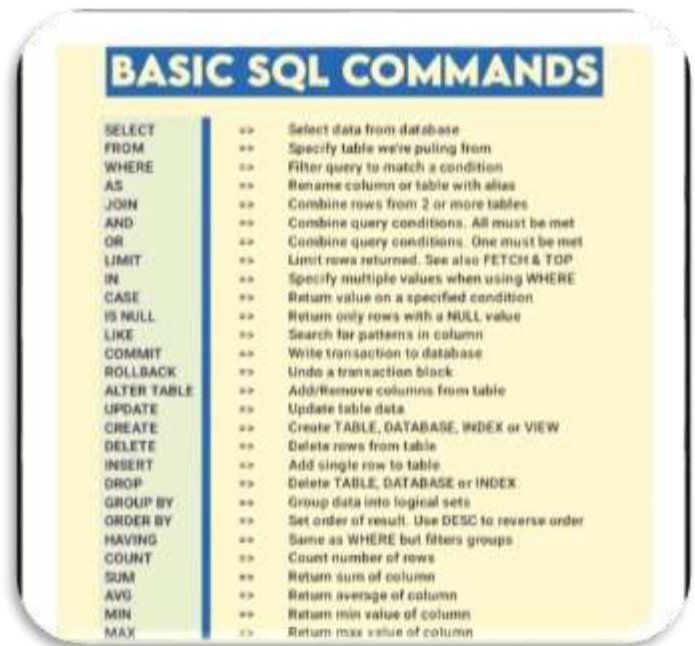 BASIC SQL COMMANDS
SELECT => Select data from database
FROM => Specify table we're puling from
WHERE => Filter query to match a condition
AS => Rename column or table with alias
JOIN => Combine rows from 2 or more tables
AND => Combine query conditions. All must be met
OR => Combine query conditions. One must be met
LIMIT => Limit rows returned. See also FETCH & TOP
IN => Specify multiple values when using WHERE
CASE => Return value on a specified condition
IS NULL => Return only rows with a NULL value
LIKE => Search for patterns in column
COMMIT => Write transaction to database
ROLLBACK => Undo a transaction block
ALTER TABLE => Add/Remove columns from table
UPDATE => Update table data
CREATE => Create TABLE, DATABASE, INDEX or VIEW
DELETE => Delete rows from table
INSERT => Add single row to table
DROP => Delete TABLE, DATABASE or INDEX
GROUP BY => Group data into logical sets
ORDER BY => Set order of result. Use DESC to reverse order
HAVING => Same as WHERE but filters groups
COUNT => Count number of rows
SUM => Return sum of column
AVG => Return average of column
MIN => Return min value of column
MAX => Return max value of column